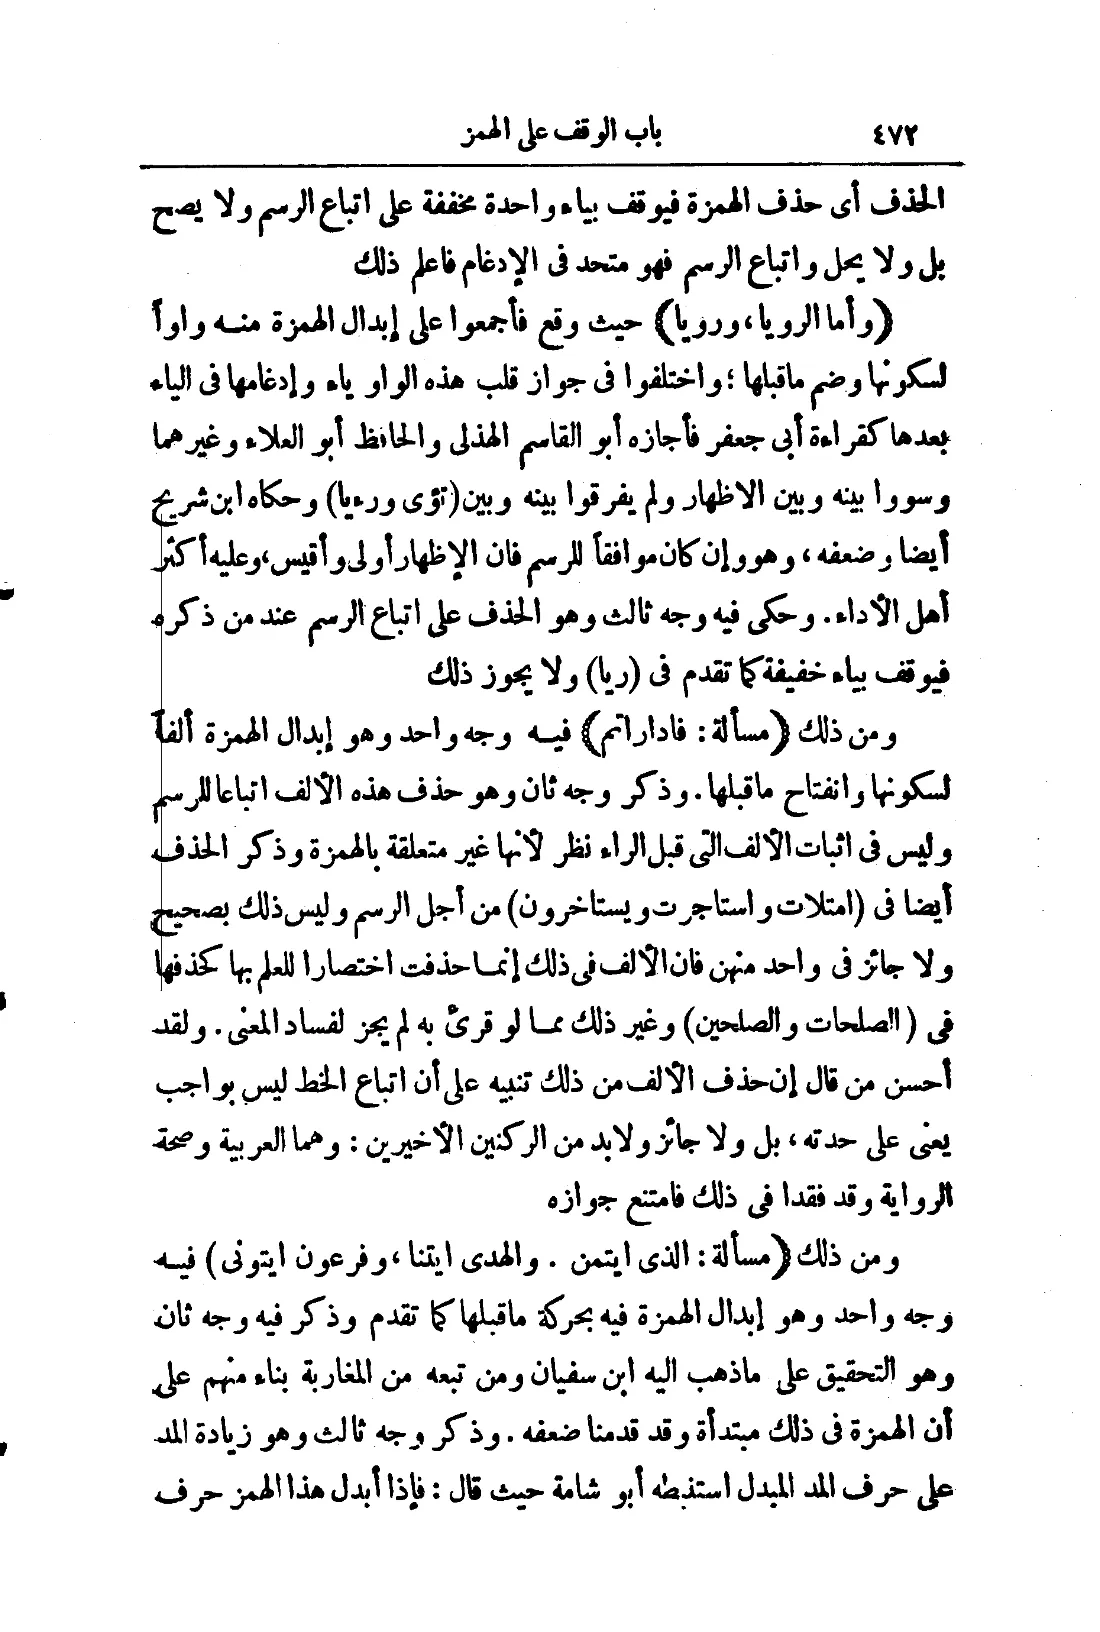 ٤٧٢ باب الوقف على الهمز
الحذف أى حذف الهمزة فيوقف بياء واحدة مخففة على اتباع الرسم ولا يصح
بل ولا يحل واتباع الرسم فهو متحد فى الإدغام فاعلم ذلك
(وأما الرويا، ورويا) حيث وقع فأجمعوا على إبدال الهمزة منه واواً
لسكونها وضم ماقبلها؛ واختلفوا فى جواز قلب هذه الواو ياء وإدغامها فى الياء
بعدها كقراءة أبى جعفر فأجازه أبو القاسم الهذلى والحافظ أبو العلاء وغيرهما
وسووا بينه وبين الاظهار ولم يفرقوا بينه وبين (تؤى ورءيا) وحكاه ابن شريح
أيضا وضعفه، وهو وإن كان موافقاً للرسم فان الإظهار أولى وأقيس، وعليه أكثر
أهل الأداء. وحكى فيه وجه ثالث وهو الحذف على اتباع الرسم عند من ذكره
فيوقف بياء خفيفة كما تقدم فى (ريا) ولا يجوز ذلك
ومن ذلك (مسألة: فاداراتم) فيه وجه واحد وهو إبدال الهمزة ألفاً
لسكونها وانفتاح ماقبلها. وذكر وجه ثان وهو حذف هذه الألف اتباعا للرسم
وليس فى اثبات الألف التى قبل الراء نظر لأنها غير متعلقة بالهمزة وذكر الحذف
أيضا فى (امتلات واستاجرت ويستاخرون) من أجل الرسم وليس ذلك بصحيح
ولا جائز فى واحد منهن فان الألف فى ذلك إنما حذفت اختصارا للعلم بها كحذفها
فى (الصلحات والصلحين) وغير ذلك مما لو قرئ به لم يجز لفساد المعنى. ولقد
أحسن من قال إن حذف الألف من ذلك تنبيه على أن اتباع الخط ليس بواجب
يعنى على حدته، بل ولا جائز ولابد من الركنين الأخيرين: وهما العربية وصحة
الرواية وقد فقدا فى ذلك فامتنع جوازه
ومن ذلك (مسألة: الذى ايتمن . والهدى ايتنا، وفرعون ايتونى) فيه
وجه واحد وهو إبدال الهمزة فيه بحركة ماقبلها كما تقدم وذكر فيه وجه ثان
وهو التحقيق على ماذهب اليه ابن سفيان ومن تبعه من المغاربة بناء منهم على
أن الهمزة فى ذلك مبتدأة وقد قدمنا ضعفه. وذكر وجه ثالث وهو زيادة المد
على حرف المد المبدل استنبطه أبو شامة حيث قال: فإذا أبدل هذا الهمز حرف